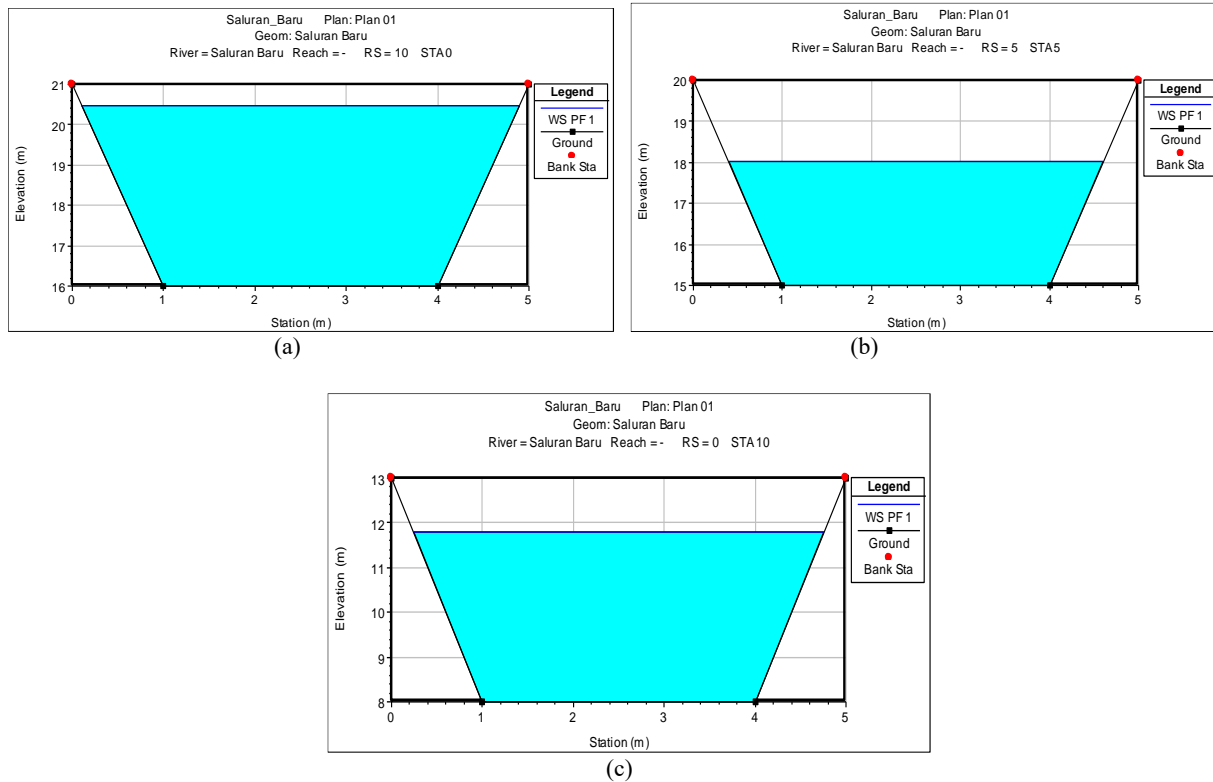 Saluran_Baru Plan: Plan 01
Geom: Saluran Baru
River = Saluran Baru Reach = - RS = 10 STA0
21
20
19
18
17
16
Elevation (m)
0 1 2 3 4 5
Station (m)
Legend
WS PF 1
Ground
Bank Sta
(a)
Saluran_Baru Plan: Plan 01
Geom: Saluran Baru
River = Saluran Baru Reach = - RS = 5 STA5
20
19
18
17
16
15
Elevation (m)
0 1 2 3 4 5
Station (m)
Legend
WS PF 1
Ground
Bank Sta
(b)
Saluran_Baru Plan: Plan 01
Geom: Saluran Baru
River = Saluran Baru Reach = - RS = 0 STA10
13
12
11
10
9
8
Elevation (m)
0 1 2 3 4 5
Station (m)
Legend
WS PF 1
Ground
Bank Sta
(c)